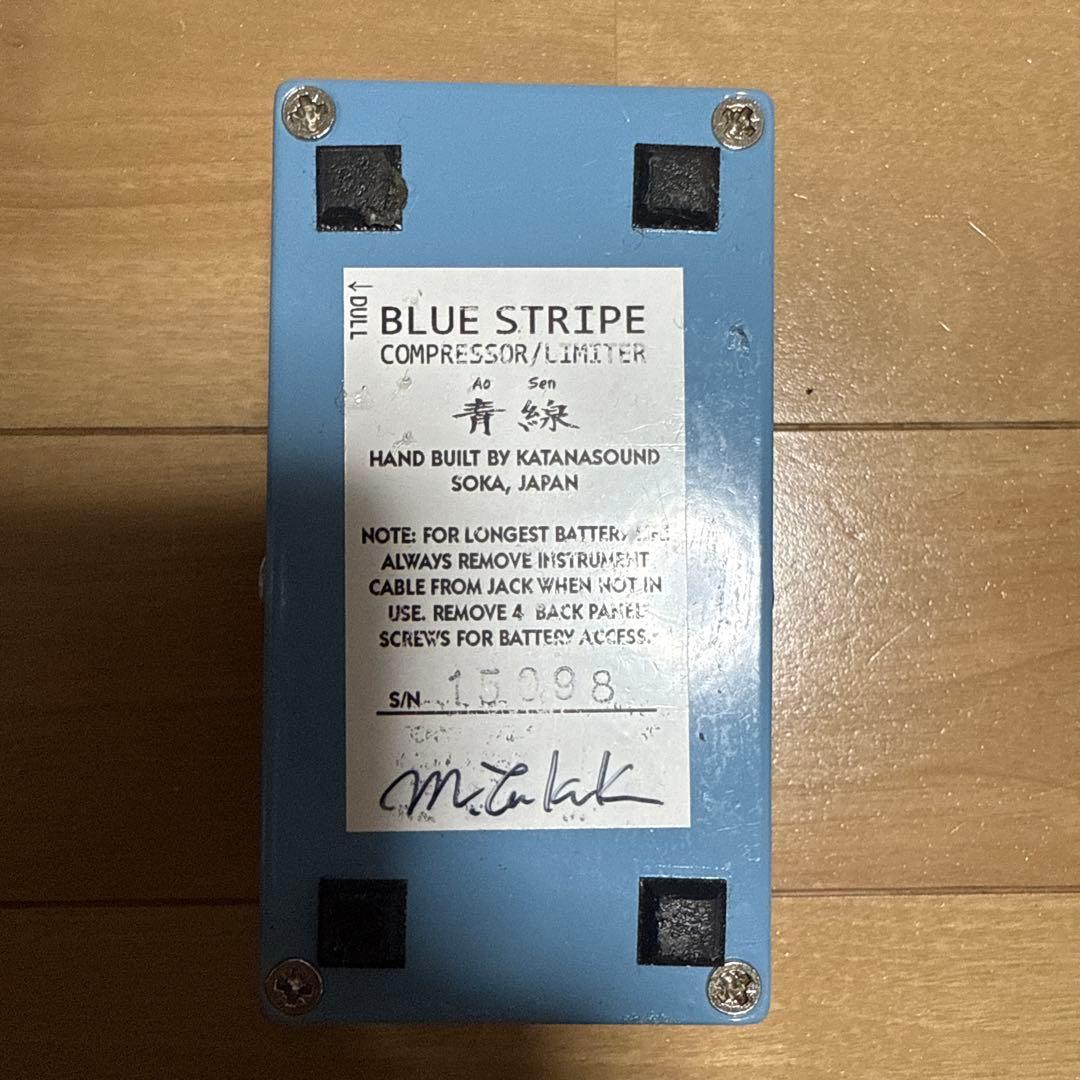 ↓DULL
BLUE STRIPE
COMPRESSOR/LIMITER
Ao Sen
青線
HAND BUILT BY KATANASOUND
SOKA, JAPAN
NOTE: FOR LONGEST BATTERY LIFE
ALWAYS REMOVE INSTRUMENT
CABLE FROM JACK WHEN NOT IN
USE. REMOVE 4 BACK PANEL
SCREWS FOR BATTERY ACCESS.
S/N 15098